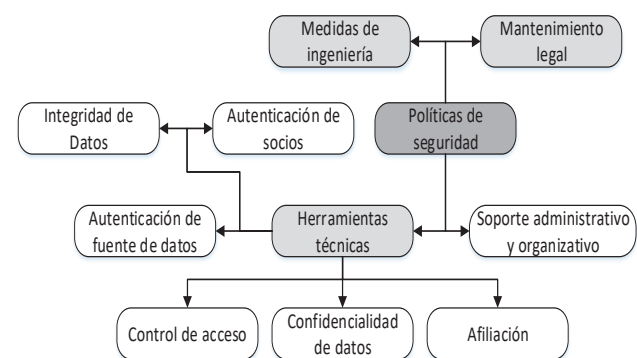 Medidas de
ingeniería
Mantenimiento
legal
Integridad de
Datos
Autenticación de
socios
Políticas de
seguridad
Autenticación de
fuente de datos
Herramientas
técnicas
Soporte administrativo
y organizativo
Control de acceso
Confidencialidad
de datos
Afiliación